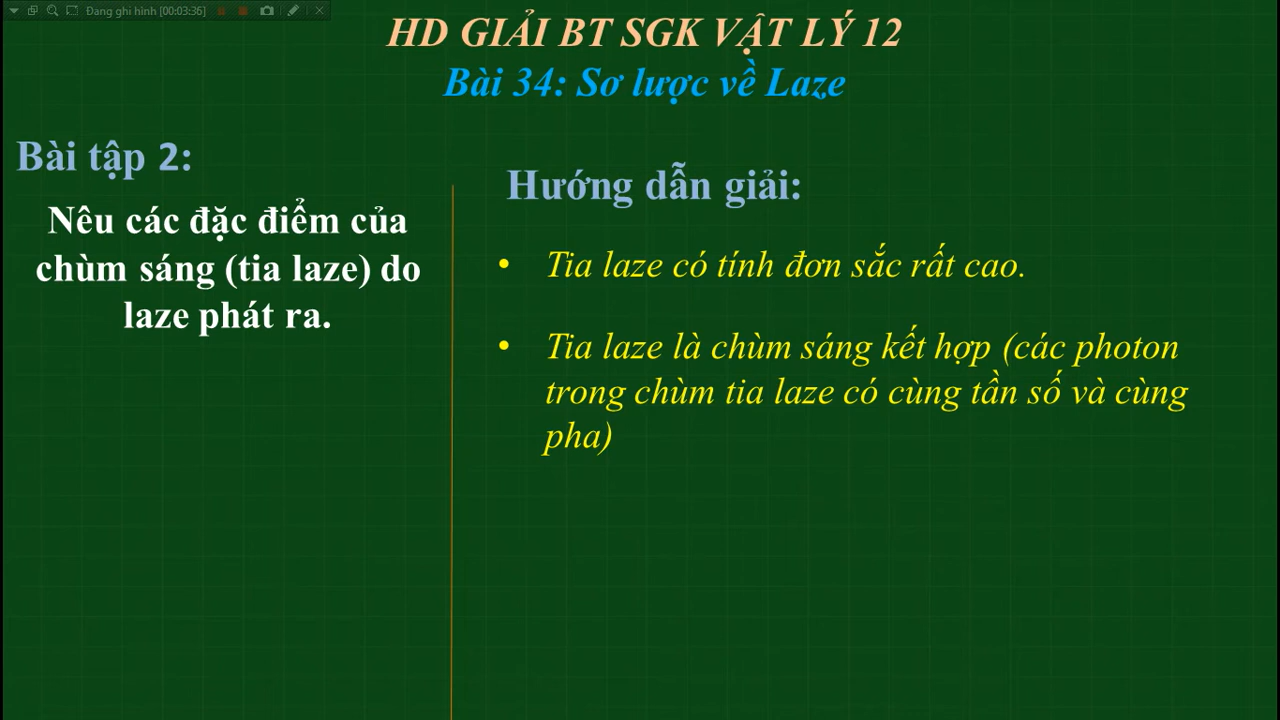 Đang ghi hình [00:03:36]
HD GIẢI BT SGK VẬT LÝ 12
Bài 34: Sơ lược về Laze
Bài tập 2:
Nêu các đặc điểm của
chùm sáng (tia laze) do
laze phát ra.
Hướng dẫn giải:
• Tia laze có tính đơn sắc rất cao.
• Tia laze là chùm sáng kết hợp (các photon
trong chùm tia laze có cùng tần số và cùng
pha)